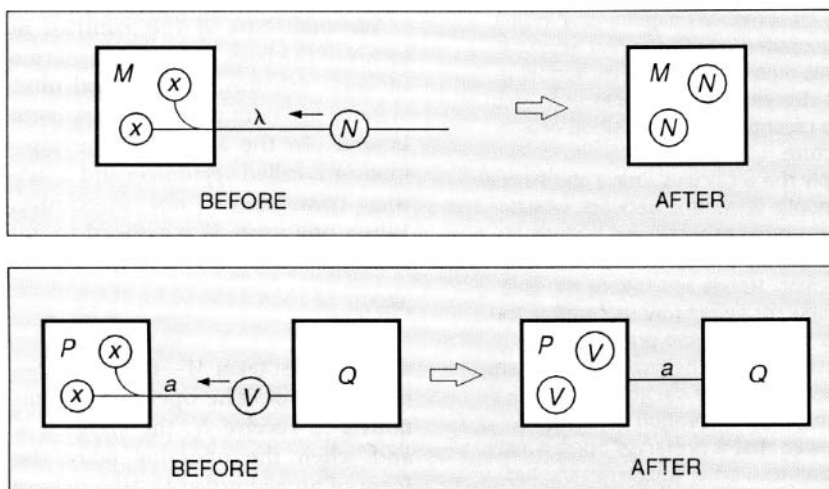 M x x λ N
M N N
BEFORE AFTER
P x x a V Q
P V V a Q
BEFORE AFTER